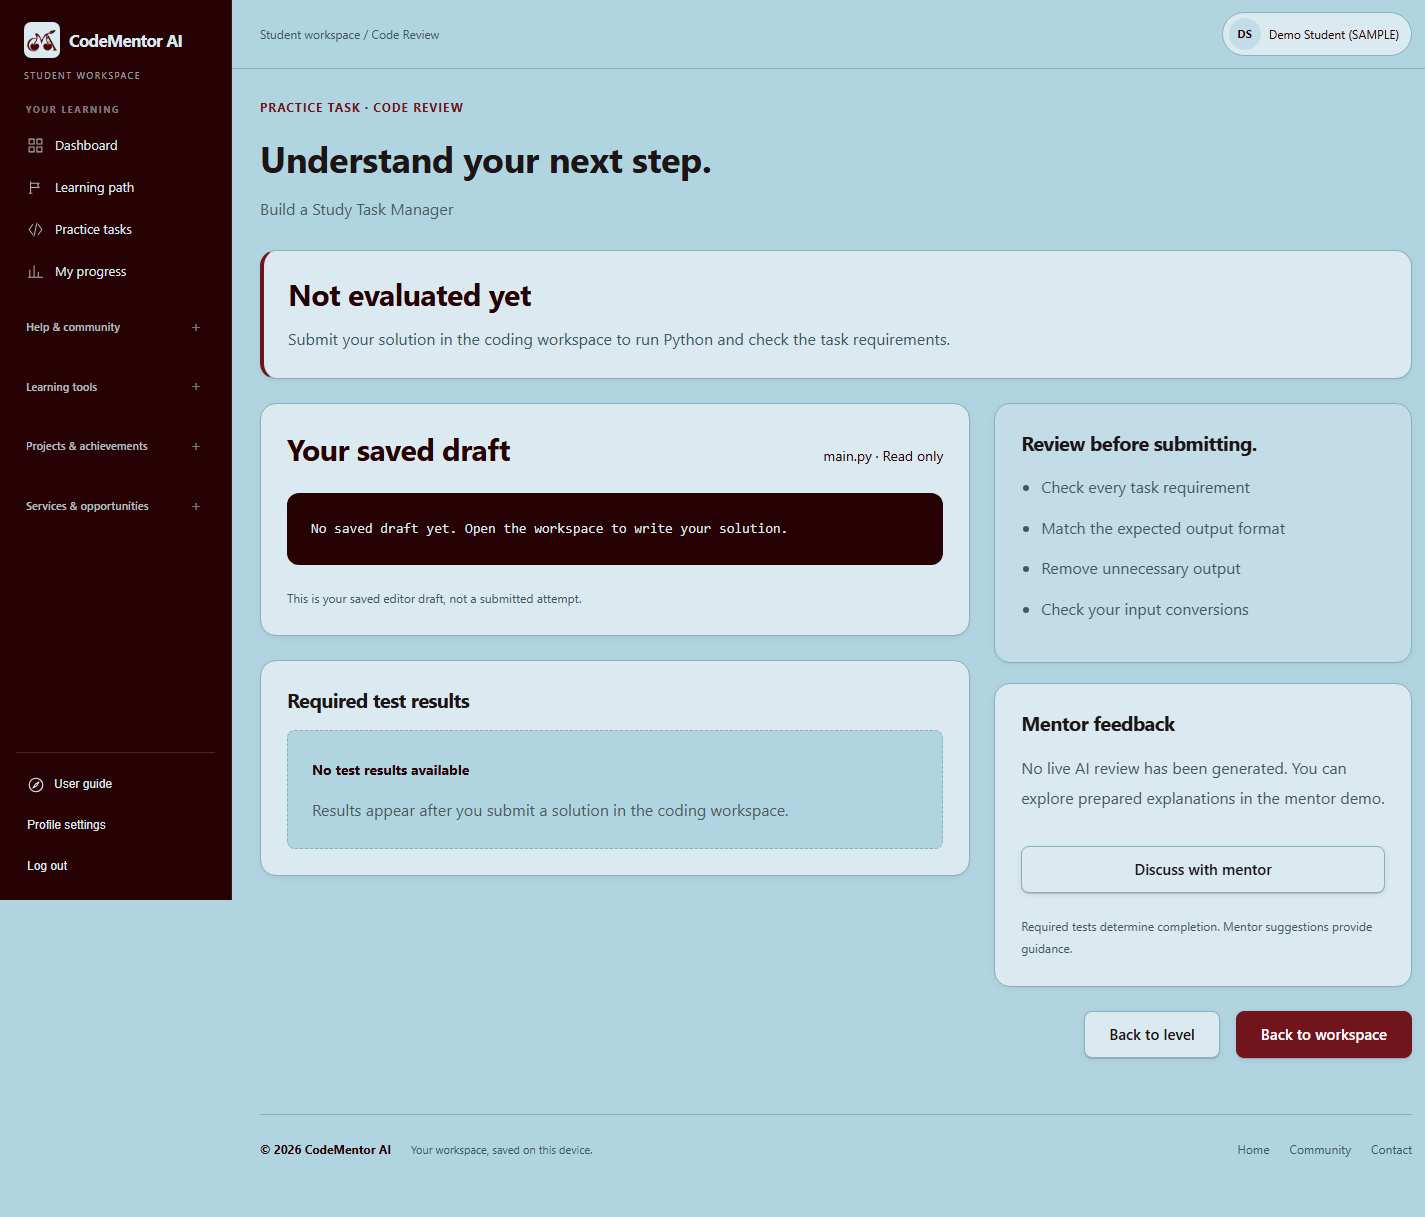 CodeMentor AI
STUDENT WORKSPACE
YOUR LEARNING
Dashboard
Learning path
Practice tasks
My progress
Help & community +
Learning tools +
Projects & achievements +
Services & opportunities +
User guide
Profile settings
Log out
Student workspace / Code Review
DS Demo Student (SAMPLE)
PRACTICE TASK · CODE REVIEW
Understand your next step.
Build a Study Task Manager
Not evaluated yet
Submit your solution in the coding workspace to run Python and check the task requirements.
Your saved draft
main.py · Read only
No saved draft yet. Open the workspace to write your solution.
This is your saved editor draft, not a submitted attempt.
Required test results
No test results available
Results appear after you submit a solution in the coding workspace.
Review before submitting.
• Check every task requirement
• Match the expected output format
• Remove unnecessary output
• Check your input conversions
Mentor feedback
No live AI review has been generated. You can
explore prepared explanations in the mentor demo.
Discuss with mentor
Required tests determine completion. Mentor suggestions provide
guidance.
Back to level
Back to workspace
© 2026 CodeMentor AI
Your workspace, saved on this device.
Home
Community
Contact